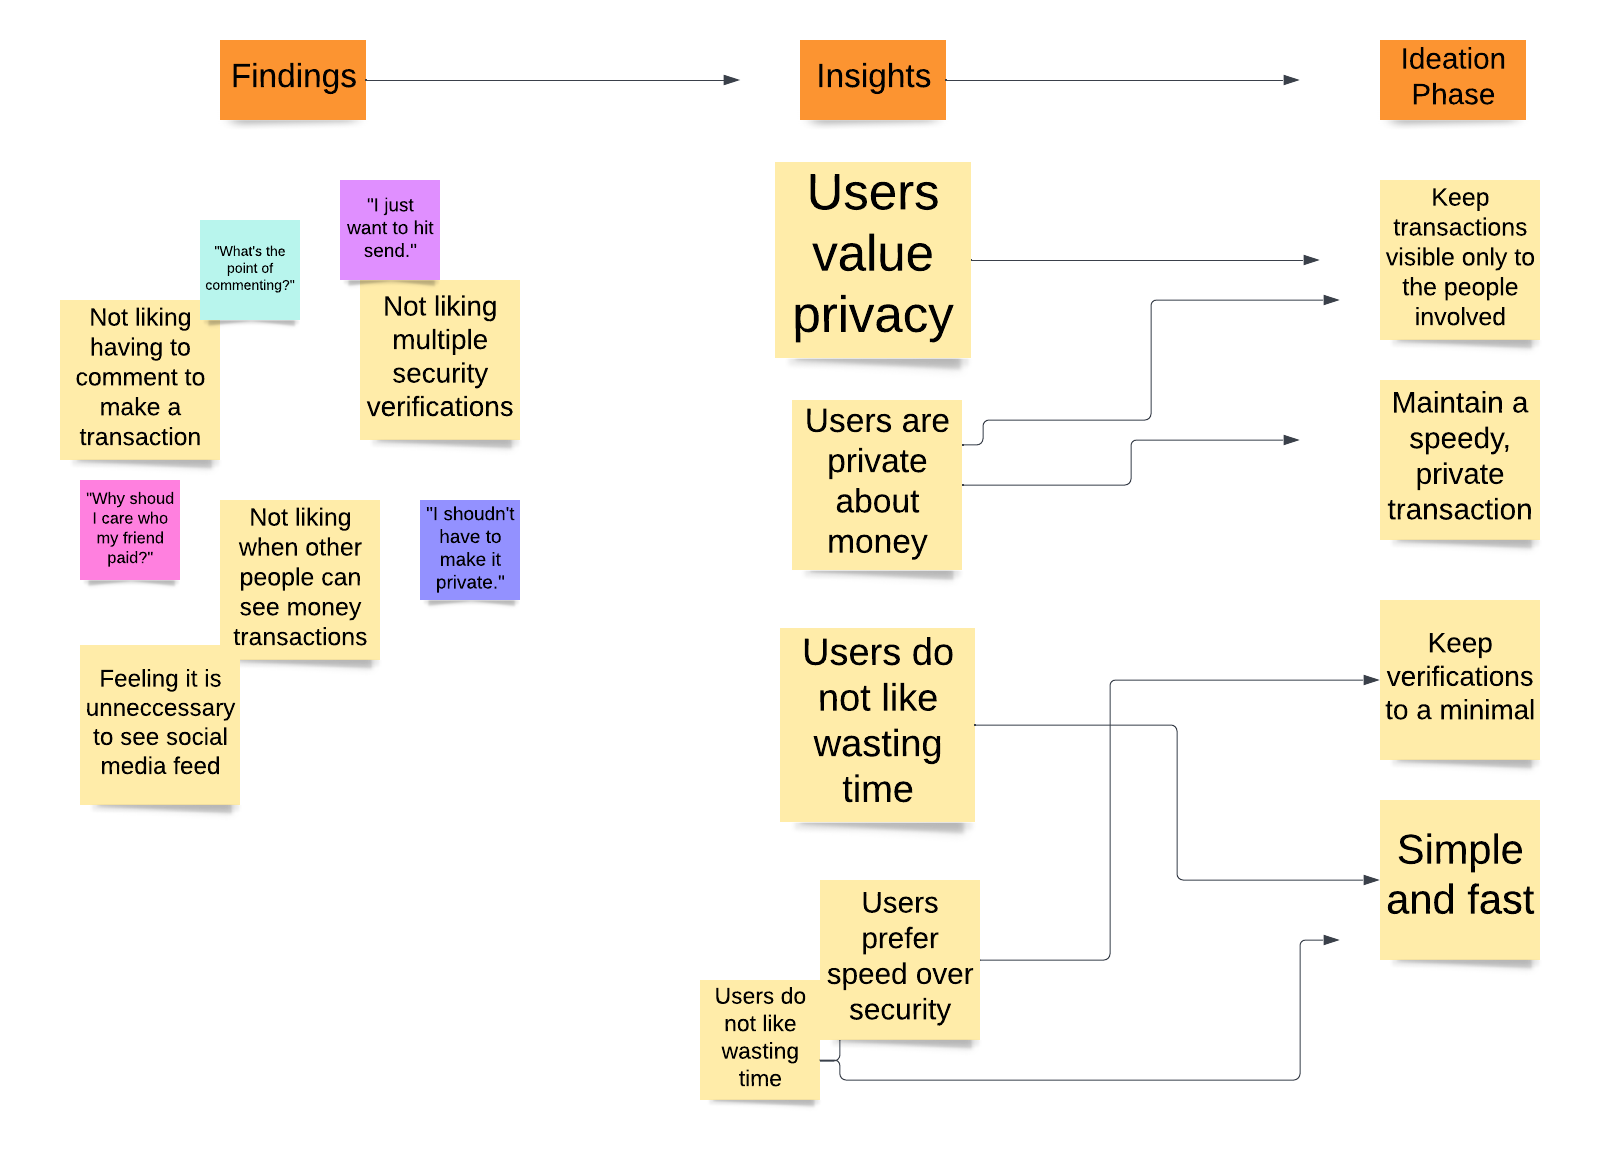 Findings
Insights
Ideation
Phase
"I just
want to hit
send."
"What's the
point of
commenting?"
Not liking
having to
comment to
make a
transaction
Not liking
multiple
security
verifications
"Why shoud
I care who
my friend
paid?"
Not liking
when other
people can
see money
transactions
"I shoudn't
have to
make it
private."
Feeling it is
unneccessary
to see social
media feed
Users
value
privacy
Users are
private
about
money
Users do
not like
wasting
time
Users
prefer
speed over
security
Users do
not like
wasting
time
Keep
transactions
visible only to
the people
involved
Maintain a
speedy,
private
transaction
Keep
verifications
to a minimal
Simple
and fast